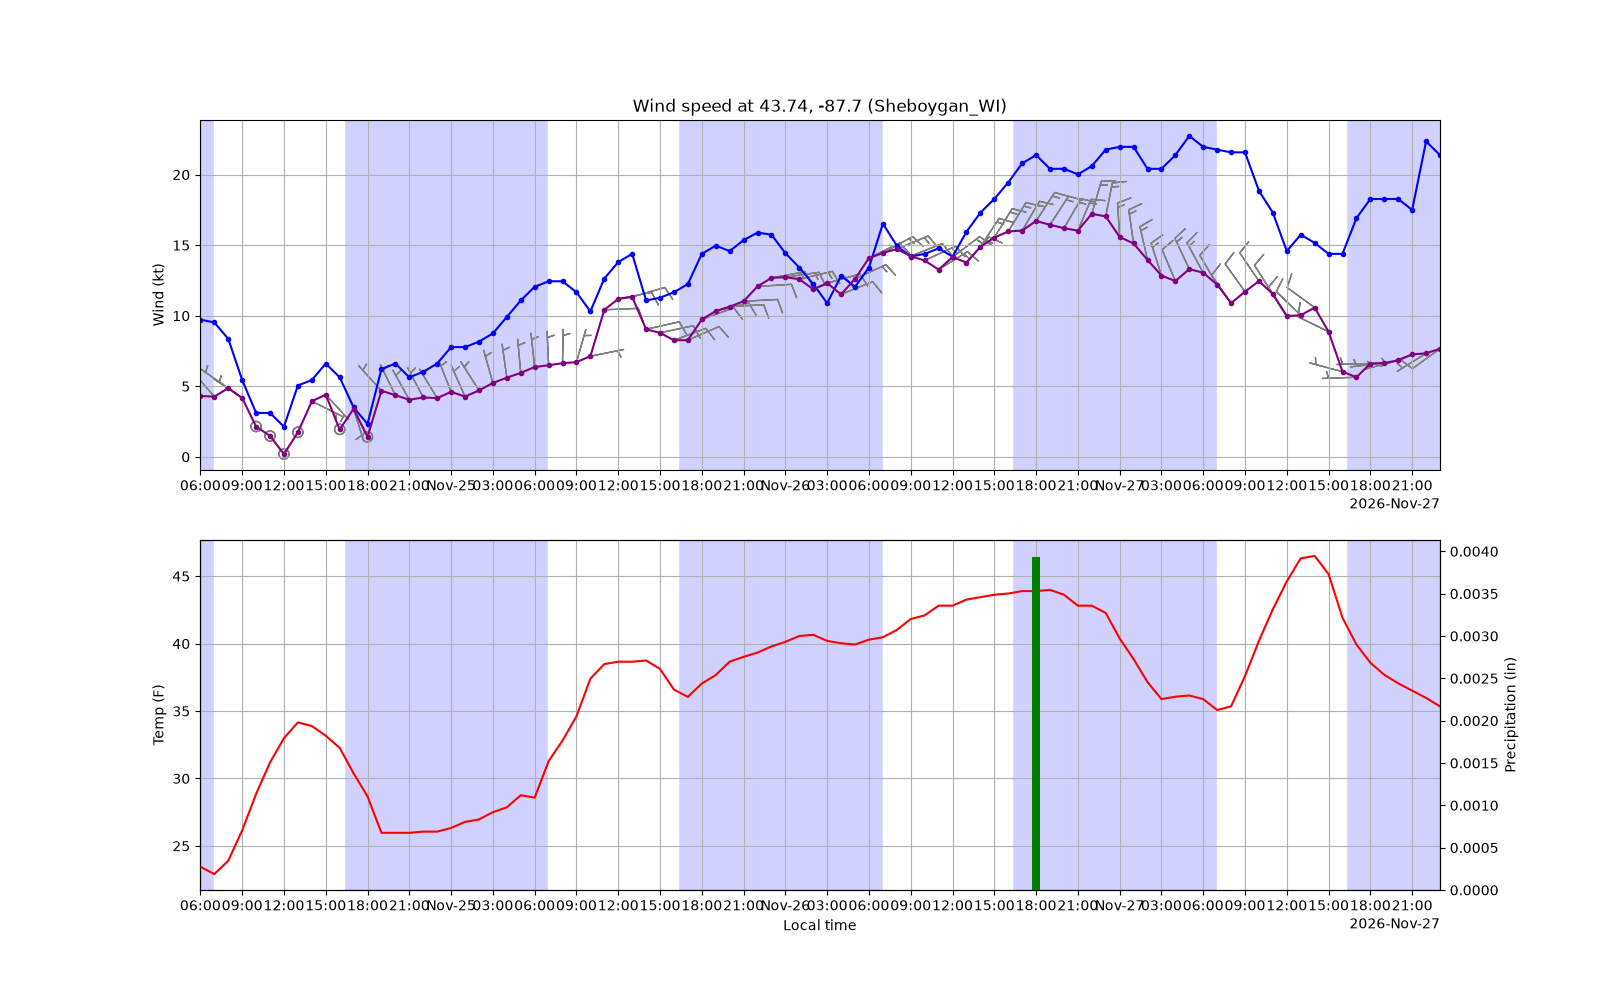 Wind speed at 43.74, -87.7 (Sheboygan_WI)
Wind (kt)
20
15
10
5
0
06:00 09:00 12:00 15:00 18:00 21:00 Nov-25 03:00 06:00 09:00 12:00 15:00 18:00 21:00 Nov-26 03:00 06:00 09:00 12:00 15:00 18:00 21:00 Nov-27 03:00 06:00 09:00 12:00 15:00 18:00 21:00
2026-Nov-27
Temp (F)
45
40
35
30
25
0.0040
0.0035
0.0030
0.0025
0.0020
0.0015
0.0010
0.0005
0.0000
Precipitation (in)
06:00 09:00 12:00 15:00 18:00 21:00 Nov-25 03:00 06:00 09:00 12:00 15:00 18:00 21:00 Nov-26 03:00 06:00 09:00 12:00 15:00 18:00 21:00 Nov-27 03:00 06:00 09:00 12:00 15:00 18:00 21:00
Local time
2026-Nov-27